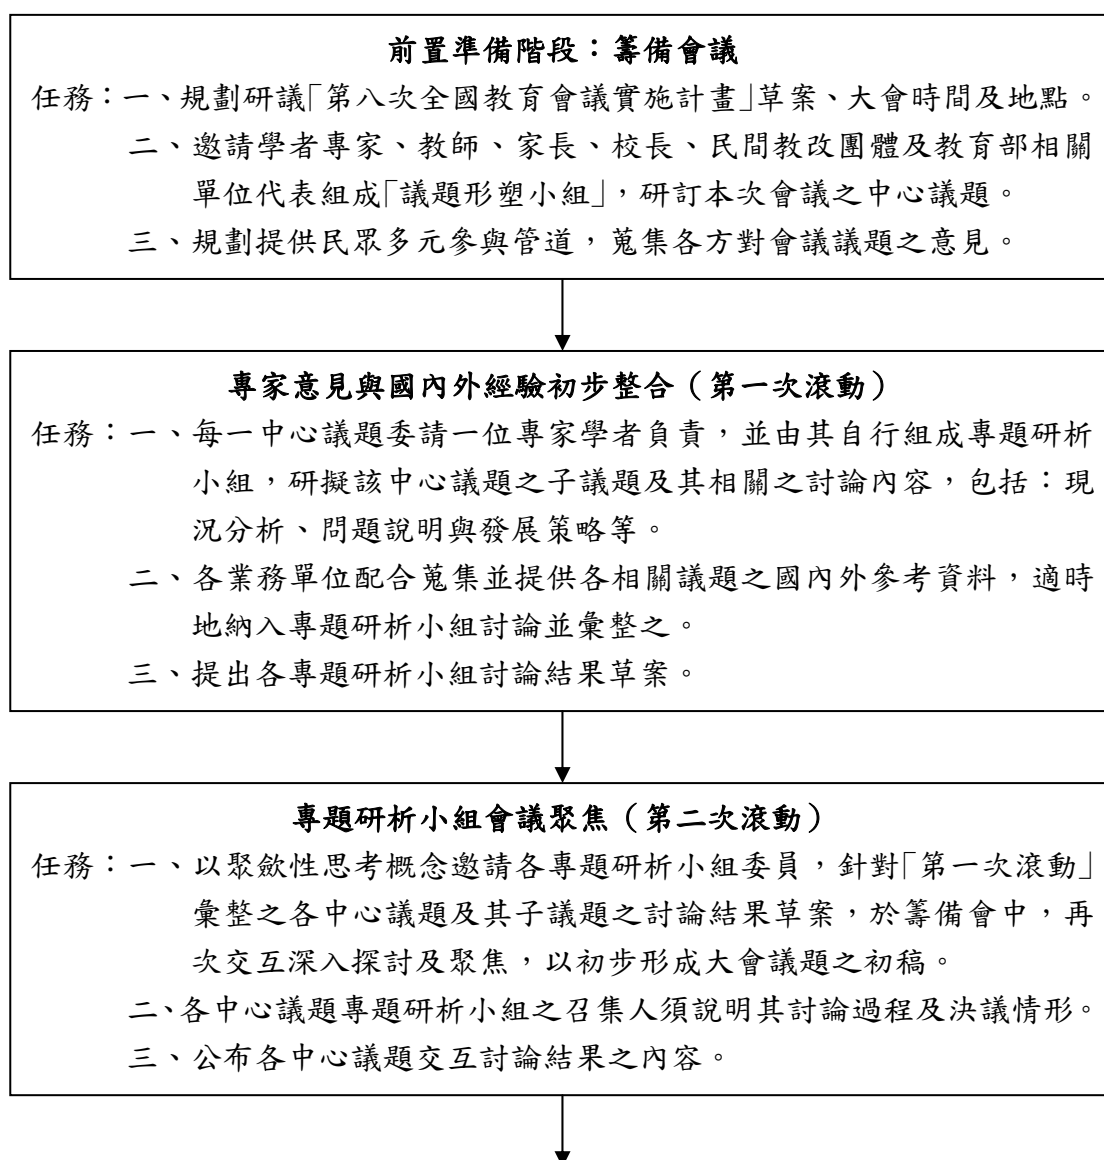 前置準備階段：籌備會議
任務：一、規劃研議「第八次全國教育會議實施計畫」草案、大會時間及地點。
二、邀請學者專家、教師、家長、校長、民間教改團體及教育部相關
單位代表組成「議題形塑小組」，研訂本次會議之中心議題。
三、規劃提供民眾多元參與管道，蒐集各方對會議議題之意見。
專家意見與國內外經驗初步整合（第一次滾動）
任務：一、每一中心議題委請一位專家學者負責，並由其自行組成專題研析
小組，研擬該中心議題之子議題及其相關之討論內容，包括：現
況分析、問題說明與發展策略等。
二、各業務單位配合蒐集並提供各相關議題之國內外參考資料，適時
地納入專題研析小組討論並彙整之。
三、提出各專題研析小組討論結果草案。
專題研析小組會議聚焦（第二次滾動）
任務：一、以聚歛性思考概念邀請各專題研析小組委員，針對「第一次滾動」
彙整之各中心議題及其子議題之討論結果草案，於籌備會中，再
次交互深入探討及聚焦，以初步形成大會議題之初稿。
二、各中心議題專題研析小組之召集人須說明其討論過程及決議情形。
三、公布各中心議題交互討論結果之內容。